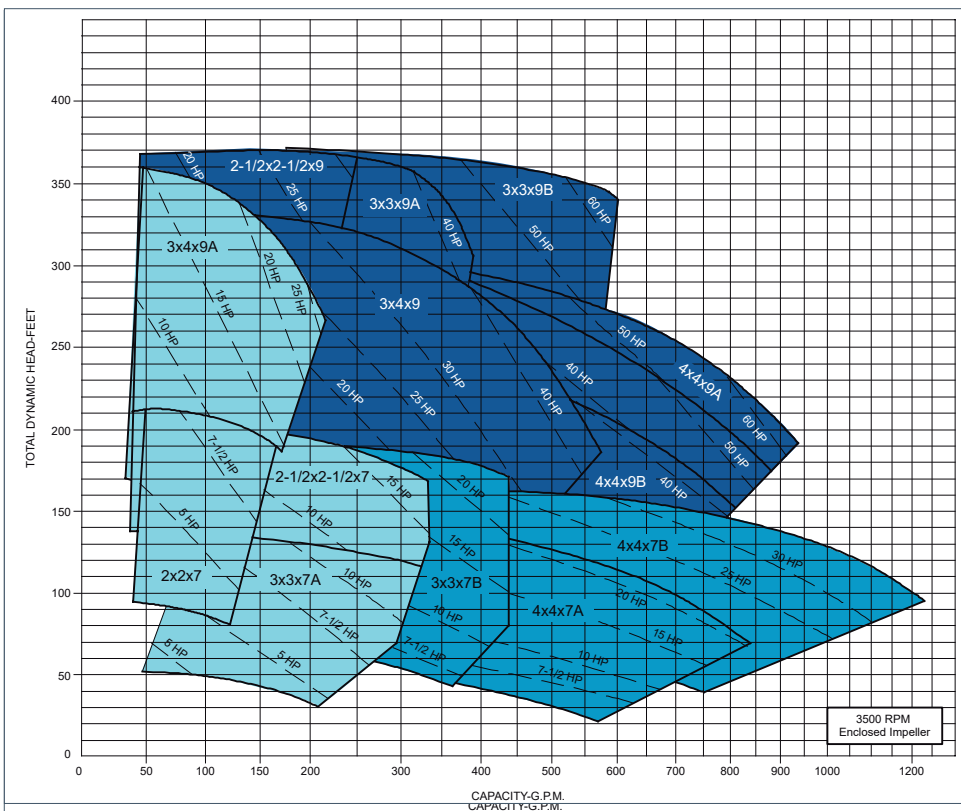 400
350
300
250
200
150
100
50
0
TOTAL DYNAMIC HEAD-FEET
20 HP
2-1/2x2-1/2x9
25 HP
3x3x9A
40 HP
3x3x9B
50 HP
60 HP
3x4x9A
20 HP
25 HP
15 HP
10 HP
3x4x9
30 HP
20 HP
25 HP
40 HP
40 HP
50 HP
4x4x9A
60 HP
50 HP
4x4x9B
40 HP
7-1/2 HP
5 HP
2x2x7
2-1/2x2-1/2x7
15 HP
10 HP
20 HP
15 HP
3x3x7A
10 HP
7-1/2 HP
5 HP
5 HP
3x3x7B
10 HP
7-1/2 HP
4x4x7B
30 HP
25 HP
20 HP
4x4x7A
15 HP
10 HP
7-1/2 HP
3500 RPM
Enclosed Impeller
0 50 100 150 200 300 400 500 600 700 800 900 1000 1200
CAPACITY-G.P.M.
CAPACITY-G.P.M.